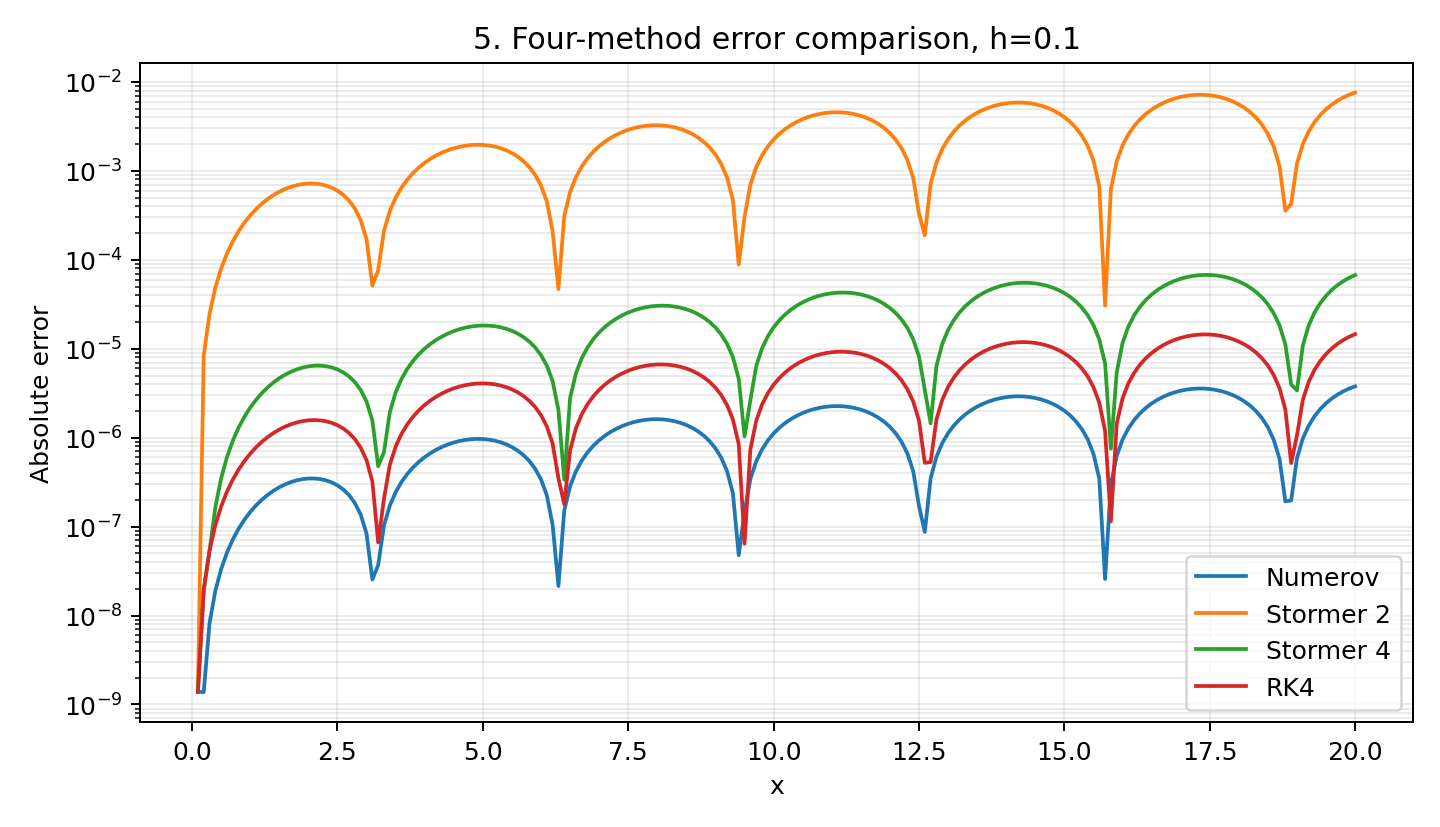 5. Four-method error comparison, h=0.1
Absolute error
10⁻²
10⁻³
10⁻⁴
10⁻⁵
10⁻⁶
10⁻⁷
10⁻⁸
10⁻⁹
Numerov
Stormer 2
Stormer 4
RK4
0.0 2.5 5.0 7.5 10.0 12.5 15.0 17.5 20.0
x